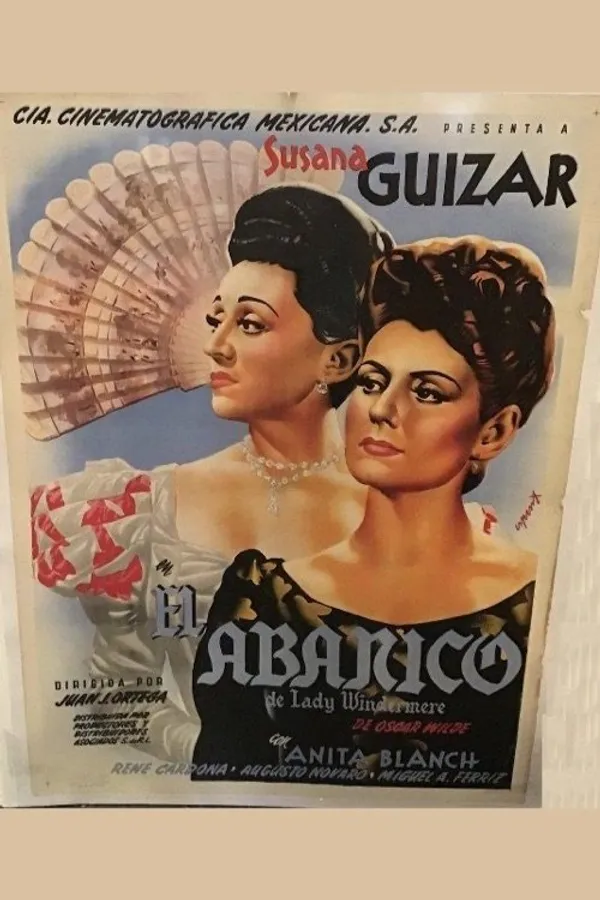 CIA. CINEMATOGRAFICA MEXICANA. S.A. PRESENTA A
Susana
GUIZAR
en
EL
ABANICO
de Lady Windermere
DE OSCAR WILDE
DIRIGIDA POR
JUAN J. ORTEGA
DISTRIBUIDA POR
PRODUCTORES Y
DISTRIBUIDORES
ASOCIADOS S. de R.L.
con
ANITA BLANCH
RENE CARDONA • AUGUSTO NOVARO • MIGUEL A. FERRIZ